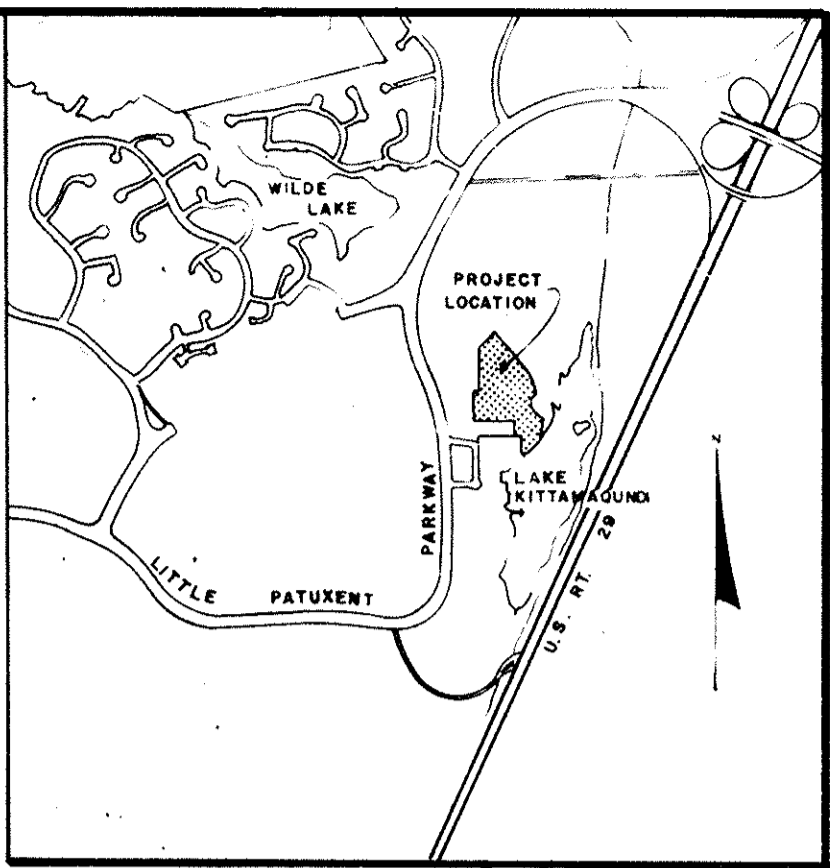 WILDE
LAKE
PROJECT
LOCATION
PARKWAY
LAKE
KITTAMAQUNDI
LITTLE PATUXENT
U.S. RT. 29
N